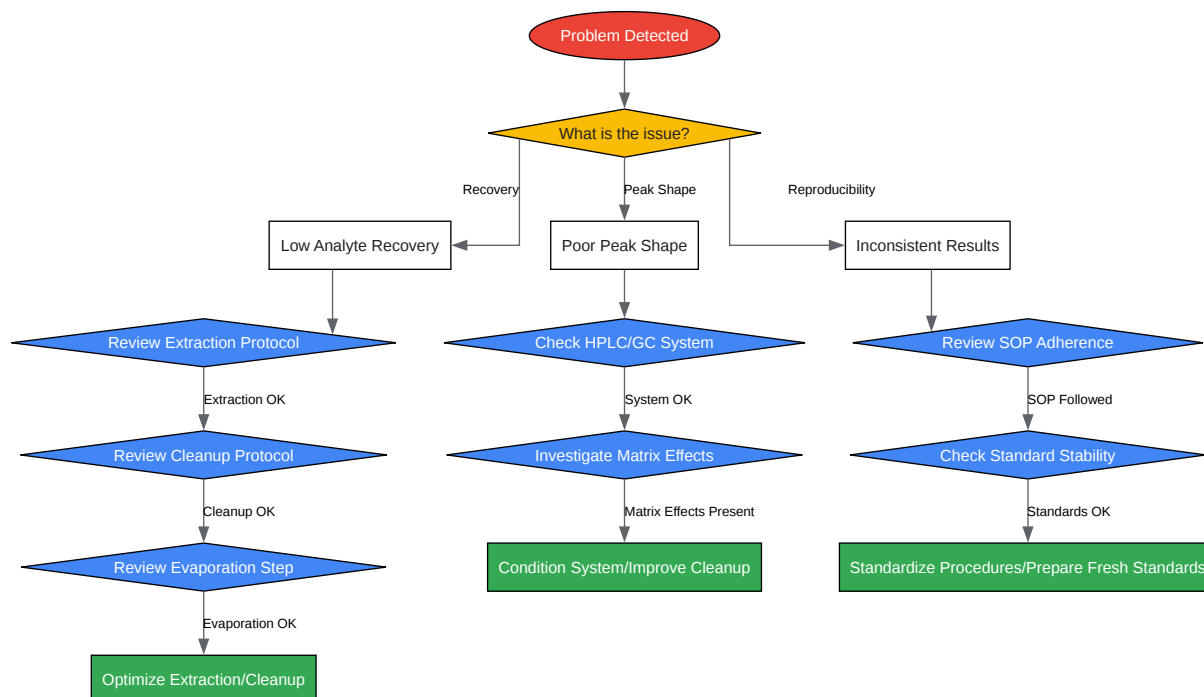 Problem Detected
What is the issue?
Recovery
Peak Shape
Reproducibility
Low Analyte Recovery
Poor Peak Shape
Inconsistent Results
Review Extraction Protocol
Check HPLC/GC System
Review SOP Adherence
Extraction OK
System OK
SOP Followed
Review Cleanup Protocol
Investigate Matrix Effects
Check Standard Stability
Cleanup OK
Matrix Effects Present
Standards OK
Review Evaporation Step
Condition System/Improve Cleanup
Standardize Procedures/Prepare Fresh Standards
Evaporation OK
Optimize Extraction/Cleanup